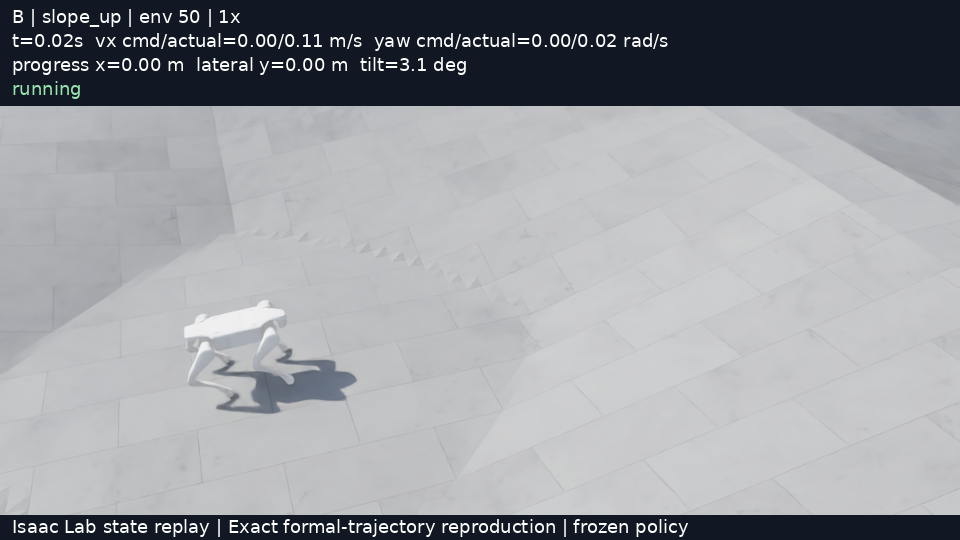 B | slope_up | env 50 | 1x
t=0.02s  vx cmd/actual=0.00/0.11 m/s  yaw cmd/actual=0.00/0.02 rad/s
progress x=0.00 m  lateral y=0.00 m  tilt=3.1 deg
running
Isaac Lab state replay | Exact formal-trajectory reproduction | frozen policy